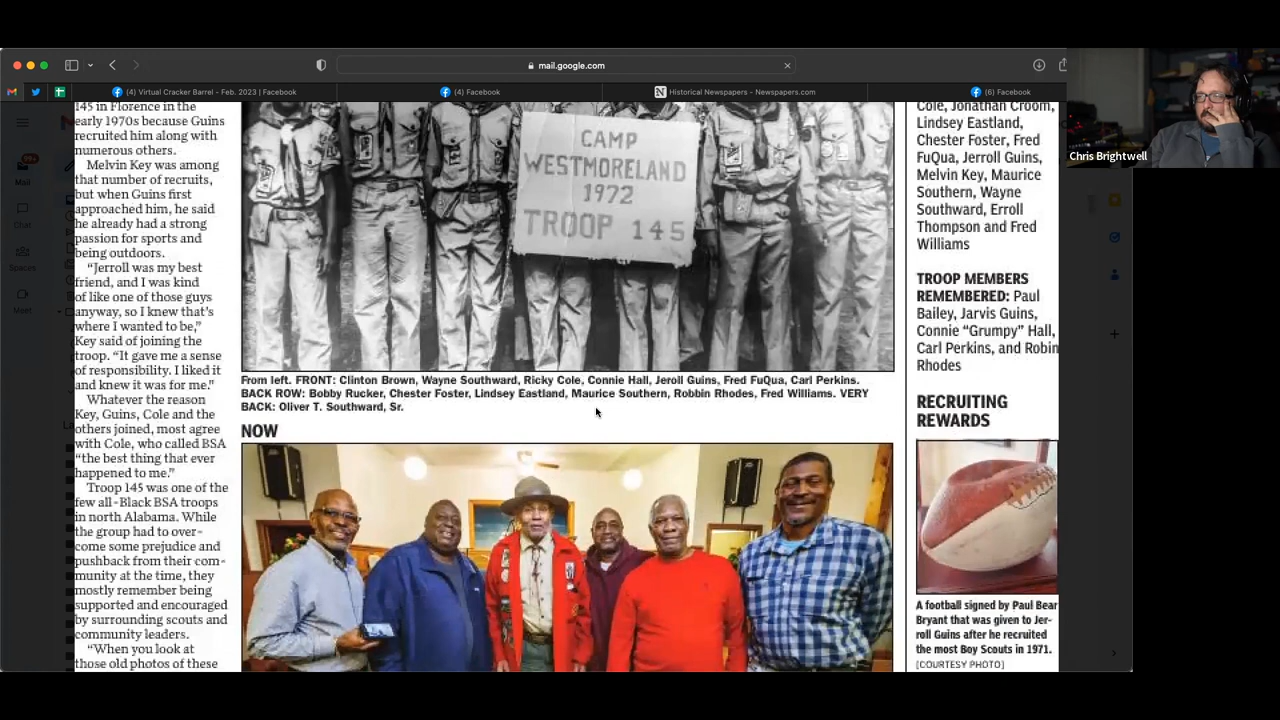 mail.google.com
(4) Virtual Cracker Barrel - Feb. 2023 | Facebook
(4) Facebook
Historical Newspapers - Newspapers.com
(6) Facebook
Chris Brightwell
99+
Mail
Chat
Spaces
Meet
145 in Florence in the
early 1970s because Guins
recruited him along with
numerous others.
Melvin Key was among
that number of recruits,
but when Guins first
approached him, he said
he already had a strong
passion for sports and
being outdoors.
“Jerroll was my best
friend, and I was kind
of like one of those guys
anyway, so I knew that’s
where I wanted to be,”
Key said of joining the
troop. “It gave me a sense
of responsibility. I liked it
and knew it was for me.”
Whatever the reason
Key, Guins, Cole and the
others joined, most agree
with Cole, who called BSA
“the best thing that ever
happened to me.”
Troop 145 was one of the
few all-Black BSA troops
in north Alabama. While
the group had to over-
come some prejudice and
pushback from their com-
munity at the time, they
mostly remember being
supported and encouraged
by surrounding scouts and
community leaders.
“When you look at
those old photos of these
CAMP
WESTMORELAND
1972
TROOP 145
From left. FRONT: Clinton Brown, Wayne Southward, Ricky Cole, Connie Hall, Jeroll Guins, Fred FuQua, Carl Perkins.
BACK ROW: Bobby Rucker, Chester Foster, Lindsey Eastland, Maurice Southern, Robbin Rhodes, Fred Williams. VERY
BACK: Oliver T. Southward, Sr.
NOW
Cole, Jonathan Croom,
Lindsey Eastland,
Chester Foster, Fred
FuQua, Jerroll Guins,
Melvin Key, Maurice
Southern, Wayne
Southward, Erroll
Thompson and Fred
Williams
TROOP MEMBERS
REMEMBERED: Paul
Bailey, Jarvis Guins,
Connie “Grumpy” Hall,
Carl Perkins, and Robin
Rhodes
RECRUITING
REWARDS
A football signed by Paul Bear
Bryant that was given to Jer-
roll Guins after he recruited
the most Boy Scouts in 1971.
[COURTESY PHOTO]